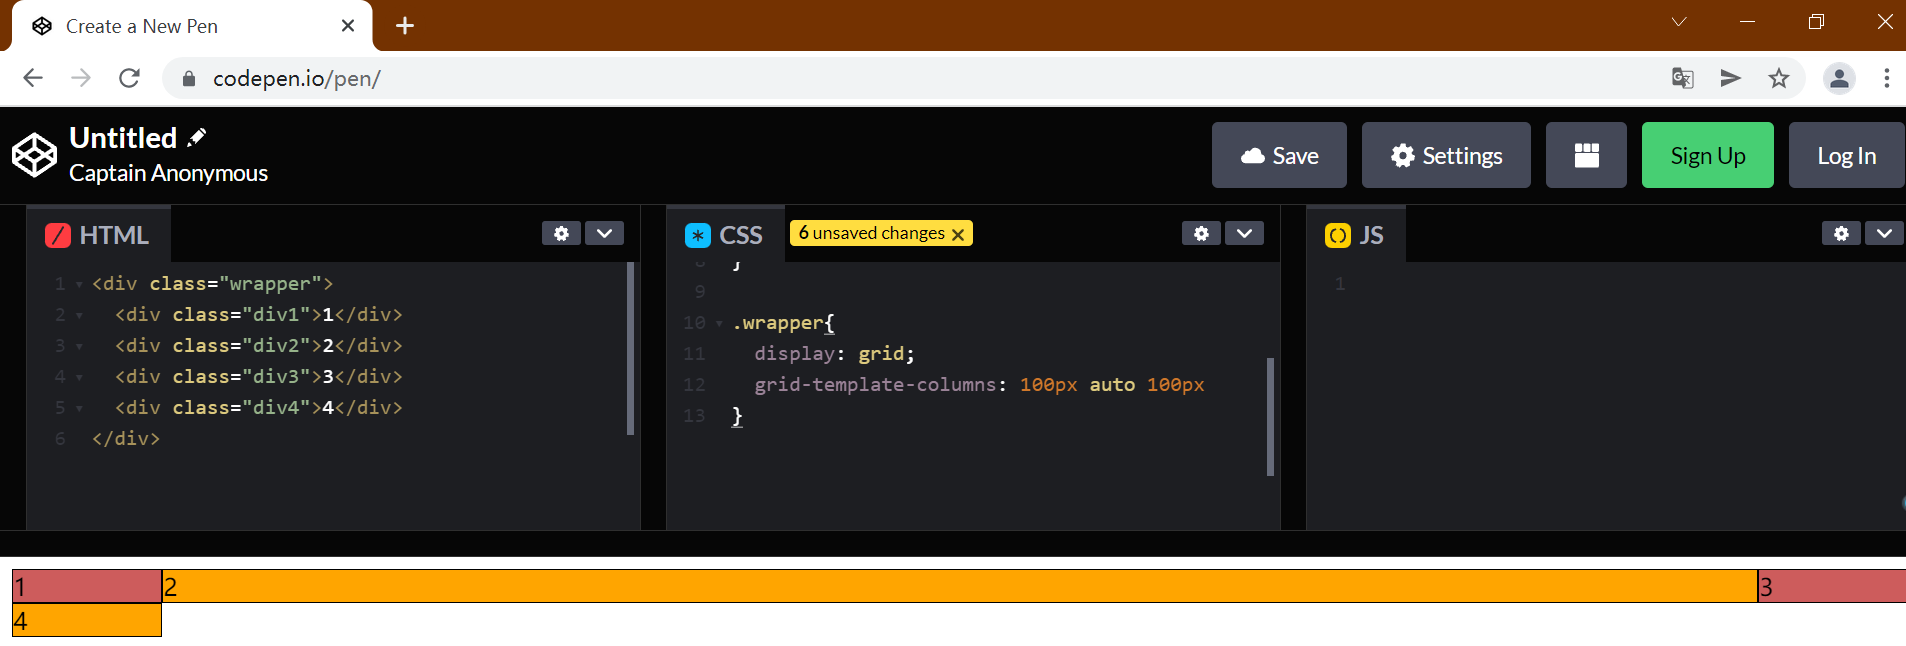 Create a New Pen
codepen.io/pen/
Untitled
Captain Anonymous
Save
Settings
Sign Up
Log In
HTML
1 <div class="wrapper">
2 <div class="div1">1</div>
3 <div class="div2">2</div>
4 <div class="div3">3</div>
5 <div class="div4">4</div>
6 </div>
CSS
6 unsaved changes
8 }
9
10 .wrapper{
11 display: grid;
12 grid-template-columns: 100px auto 100px
13 }
JS
1
1 2 3
4